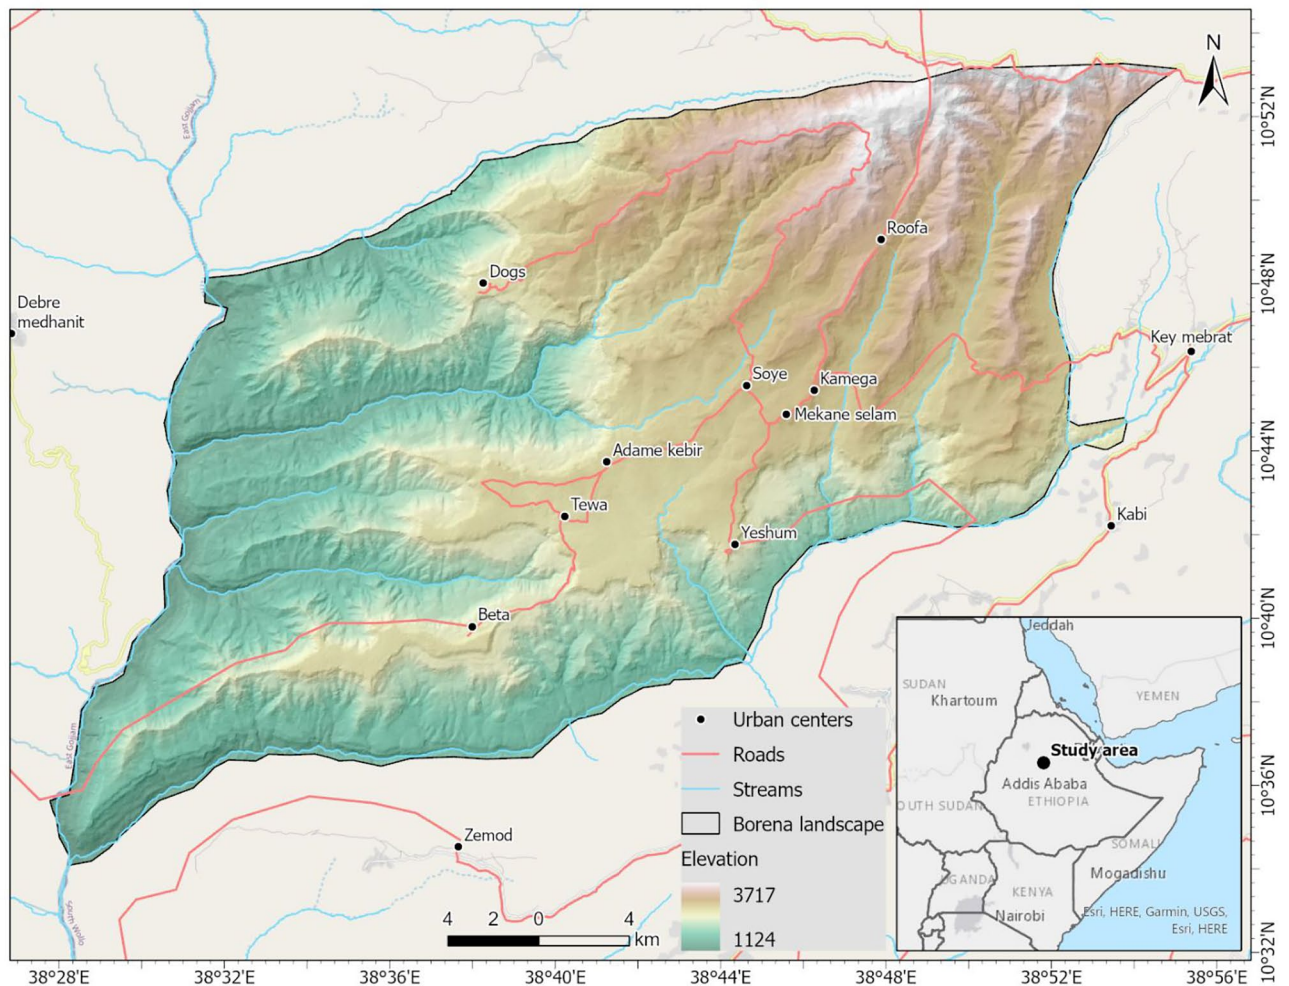 N
East Gojjam
10°52'N
Roofa
Dogs
10°48'N
Debre
medhanit
Key mebrat
Soye
Kamega
Mekane selam
10°44'N
Adame kebir
Tewa
Kabi
Yeshum
10°40'N
Beta
Jeddah
SUDAN
Khartoum
YEMEN
Urban centers
East Gojjam
Study area
Roads
Addis Ababa
10°36'N
Streams
ETHIOPIA
OUTH SUDAN
Borena landscape
Zemod
SOMALI
Elevation
Mogadishu
UGANDA
3717
KENYA
South Wolo
Nairobi
Esri, HERE, Garmin, USGS,
Esri, HERE
4 2 0 4
km
1124
10°32'N
38°28'E 38°32'E 38°36'E 38°40'E 38°44'E 38°48'E 38°52'E 38°56'E